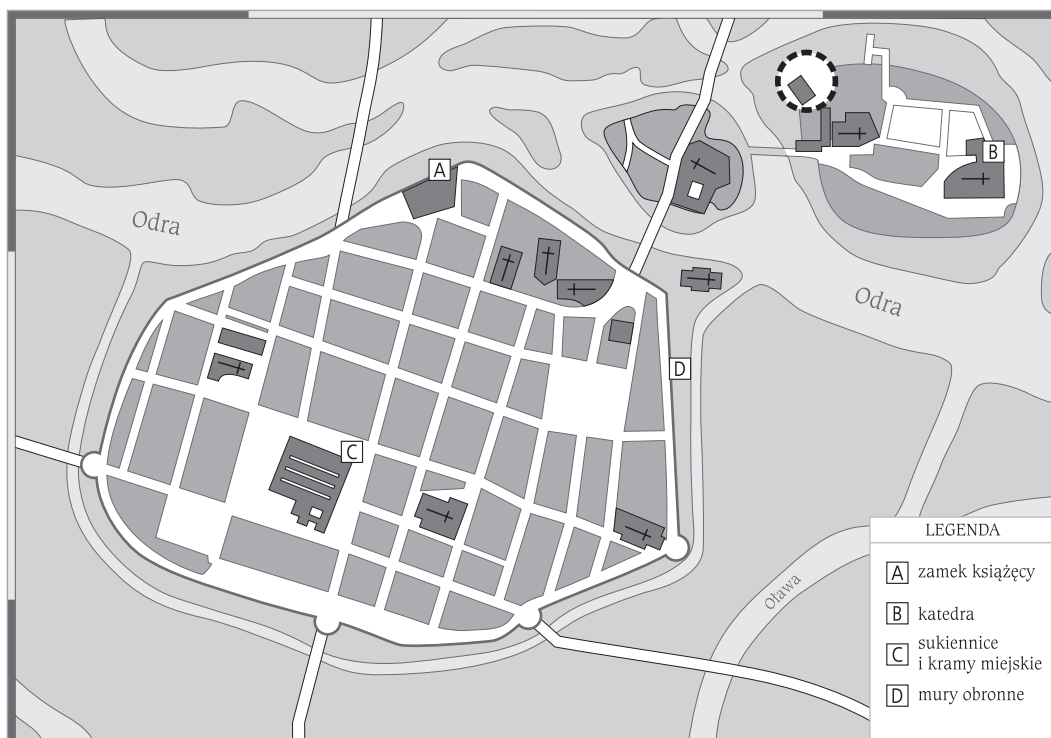 A
B
Odra
Odra
D
C
Oława
LEGENDA
A zamek książęcy
B katedra
C sukiennice
i kramy miejskie
D mury obronne